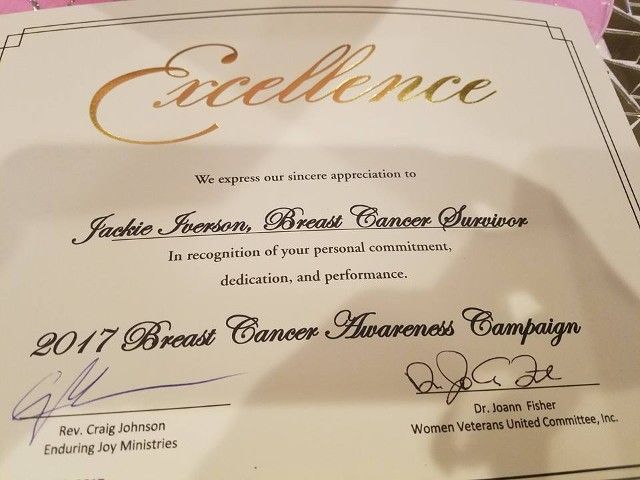 Excellence
We express our sincere appreciation to
Jackie Iverson, Breast Cancer Survivor
In recognition of your personal commitment,
dedication, and performance.
2017 Breast Cancer Awareness Campaign
Rev. Craig Johnson
Enduring Joy Ministries
Dr. Joann Fisher
Women Veterans United Committee, Inc.